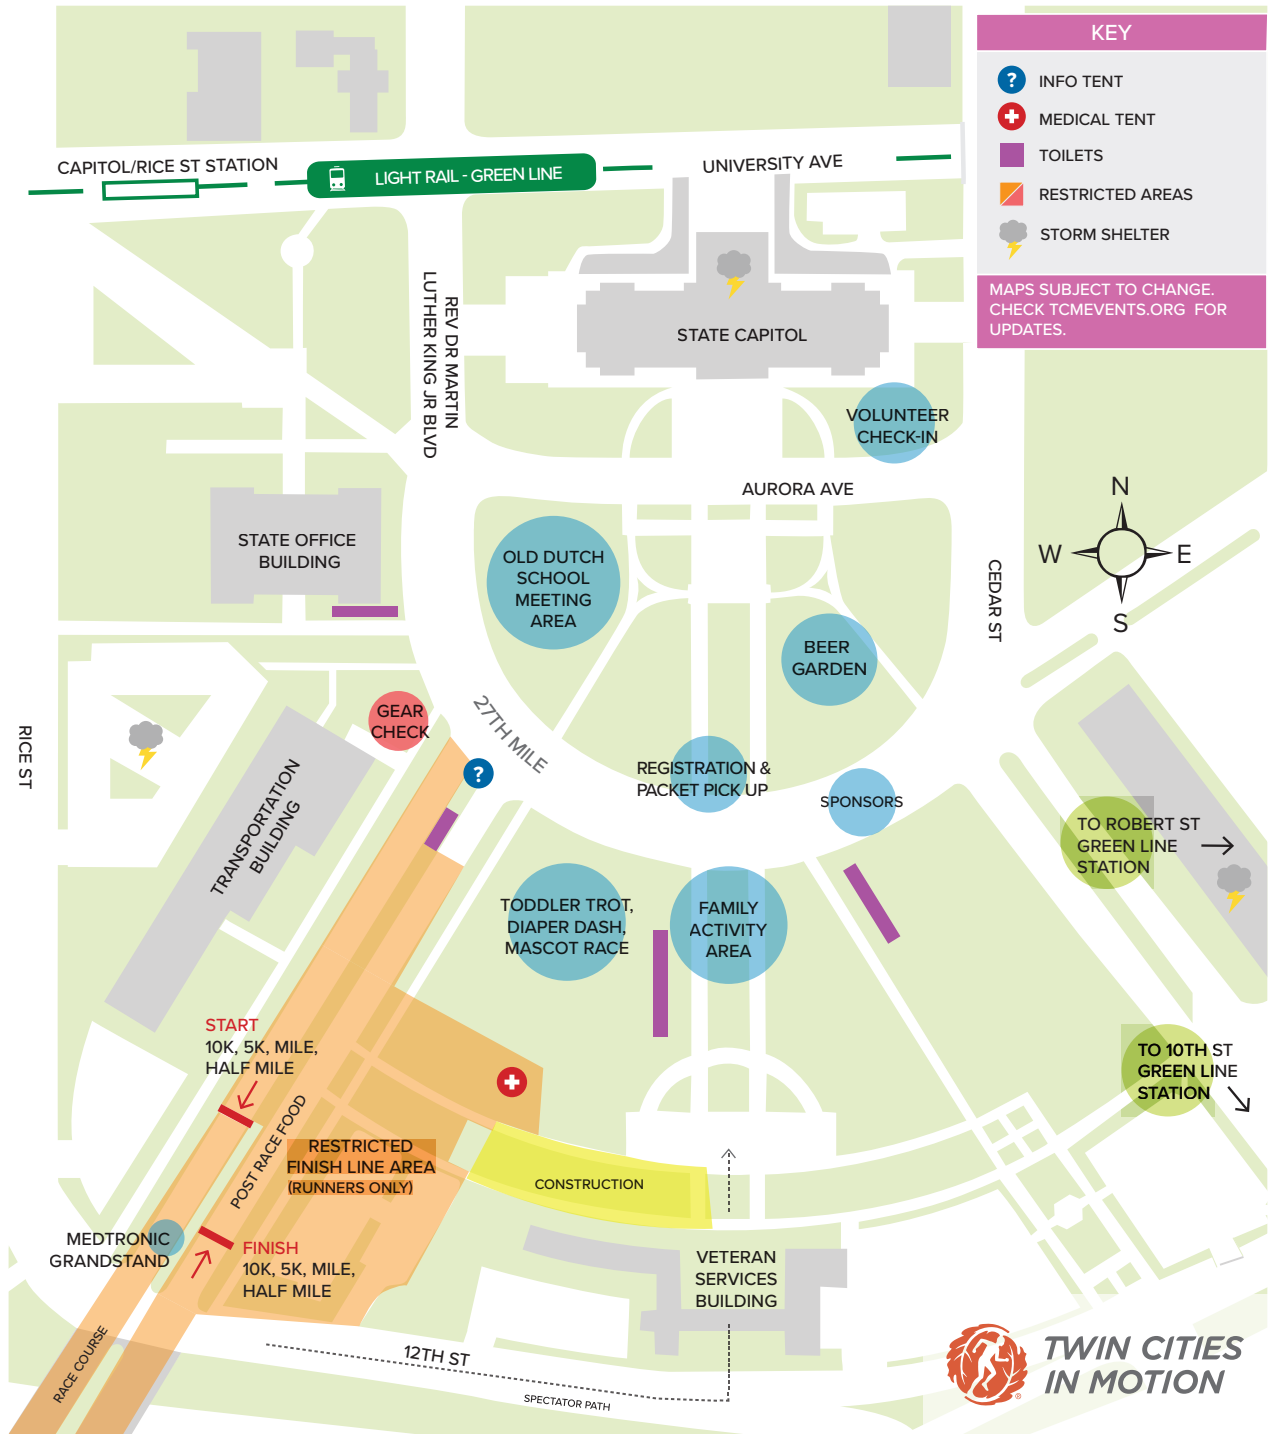 KEY
?
INFO TENT
MEDICAL TENT
TOILETS
RESTRICTED AREAS
STORM SHELTER
MAPS SUBJECT TO CHANGE.
CHECK TCMEVENTS.ORG FOR
UPDATES.
CAPITOL/RICE ST STATION
LIGHT RAIL - GREEN LINE
UNIVERSITY AVE
REV DR MARTIN
LUTHER KING JR BLVD
STATE CAPITOL
VOLUNTEER
CHECK-IN
AURORA AVE
N
W
E
S
STATE OFFICE
BUILDING
OLD DUTCH
SCHOOL
MEETING
AREA
CEDAR ST
BEER
GARDEN
GEAR
CHECK
27TH MILE
RICE ST
?
TRANSPORTATION
BUILDING
REGISTRATION &
PACKET PICK UP
SPONSORS
TO ROBERT ST
GREEN LINE
STATION
TODDLER TROT,
DIAPER DASH,
MASCOT RACE
FAMILY
ACTIVITY
AREA
START
10K, 5K, MILE,
HALF MILE
TO 10TH ST
GREEN LINE
STATION
POST RACE FOOD
RESTRICTED
FINISH LINE AREA
(RUNNERS ONLY)
CONSTRUCTION
MEDTRONIC
GRANDSTAND
FINISH
10K, 5K, MILE,
HALF MILE
VETERAN
SERVICES
BUILDING
RACE COURSE
12TH ST
SPECTATOR PATH
TWIN CITIES
IN MOTION
®